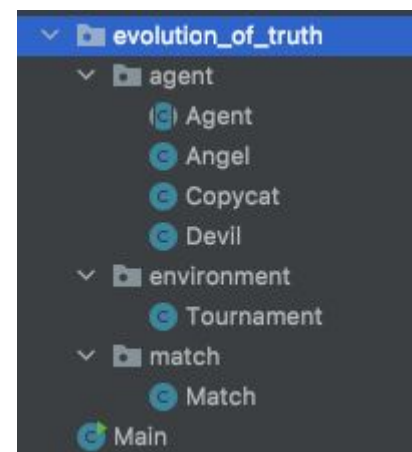 evolution_of_truth
agent
Agent
Angel
Copycat
Devil
environment
Tournament
match
Match
Main